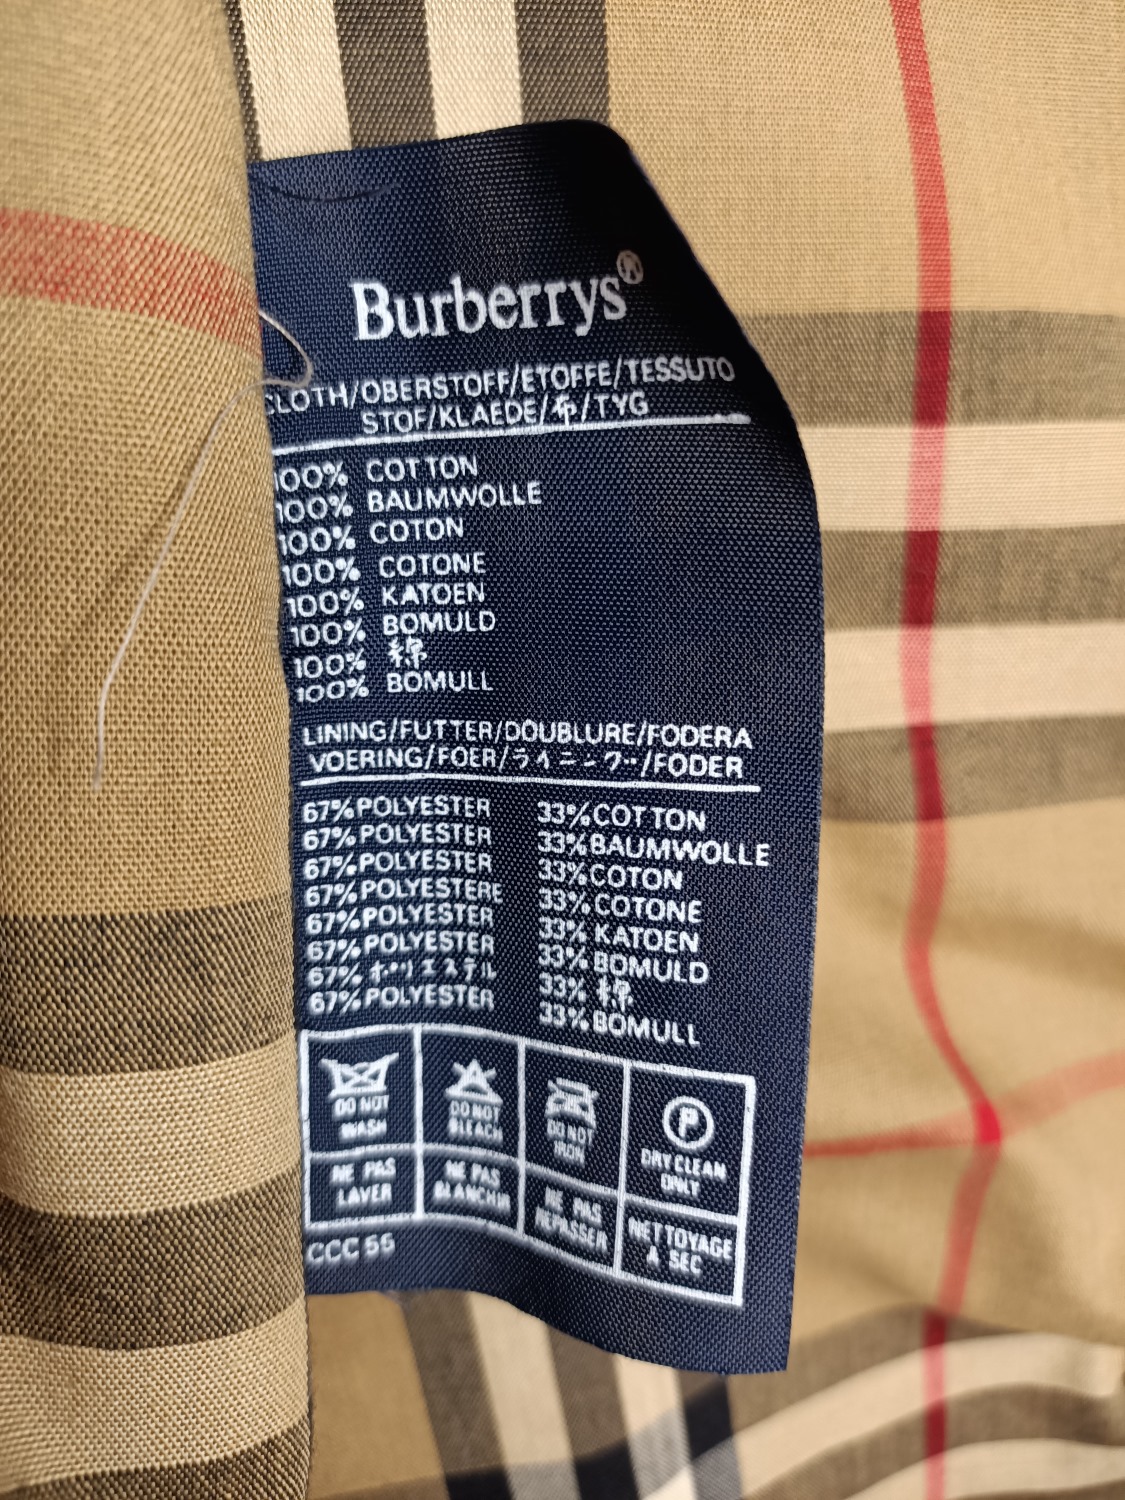 Burberrys®
CLOTH/OBERSTOFF/ETOFFE/TESSUTO
STOF/KLAEDE/布/TYG
100% COTTON
100% BAUMWOLLE
100% COTON
100% COTONE
100% KATOEN
100% BOMULD
100% 綿
100% BOMULL
LINING/FUTTER/DOUBLURE/FODERA
VOERING/FOER/ライニング/FODER
67% POLYESTER 33% COTTON
67% POLYESTER 33% BAUMWOLLE
67% POLYESTER 33% COTON
67% POLYESTERE 33% COTONE
67% POLYESTER 33% KATOEN
67% POLYESTER 33% BOMULD
67% ポリエステル 33% 綿
67% POLYESTER 33% BOMULL
DO NOT
WASH
DO NOT
BLEACH
DO NOT
IRON
P
DRY CLEAN
ONLY
NE PAS
LAVER
NE PAS
BLANCHIR
NE PAS
REPASSER
NETTOYAGE
A SEC
CCC 55